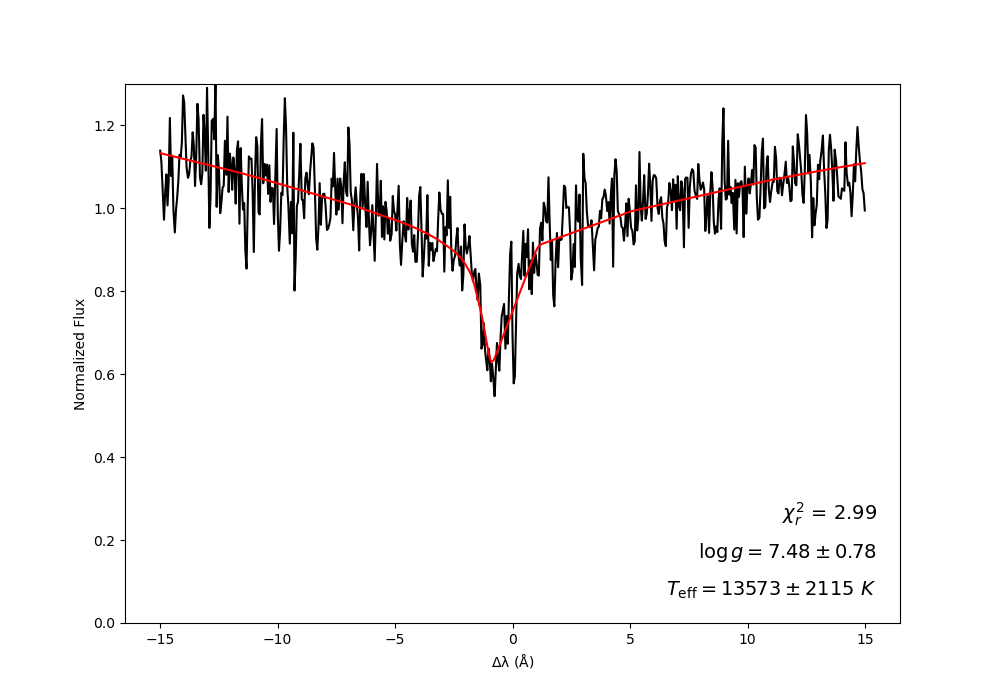 1.2
1.0
0.8
0.6
0.4
0.2
0.0
Normalized Flux
χ²ᵣ = 2.99
log g = 7.48 ± 0.78
T_eff = 13573 ± 2115 K
−15 −10 −5 0 5 10 15
Δλ (Å)